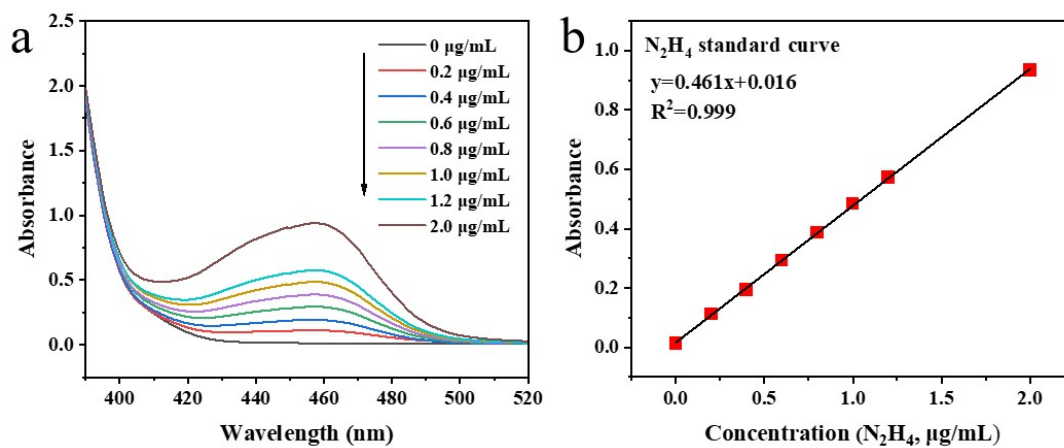 a
2.5
2.0
1.5
1.0
0.5
0.0
Absorbance
400 420 440 460 480 500 520
Wavelength (nm)
0 μg/mL
0.2 μg/mL
0.4 μg/mL
0.6 μg/mL
0.8 μg/mL
1.0 μg/mL
1.2 μg/mL
2.0 μg/mL
b
N₂H₄ standard curve
y=0.461x+0.016
R²=0.999
1.0
0.8
0.6
0.4
0.2
0.0
Absorbance
0.0 0.5 1.0 1.5 2.0
Concentration (N₂H₄, μg/mL)